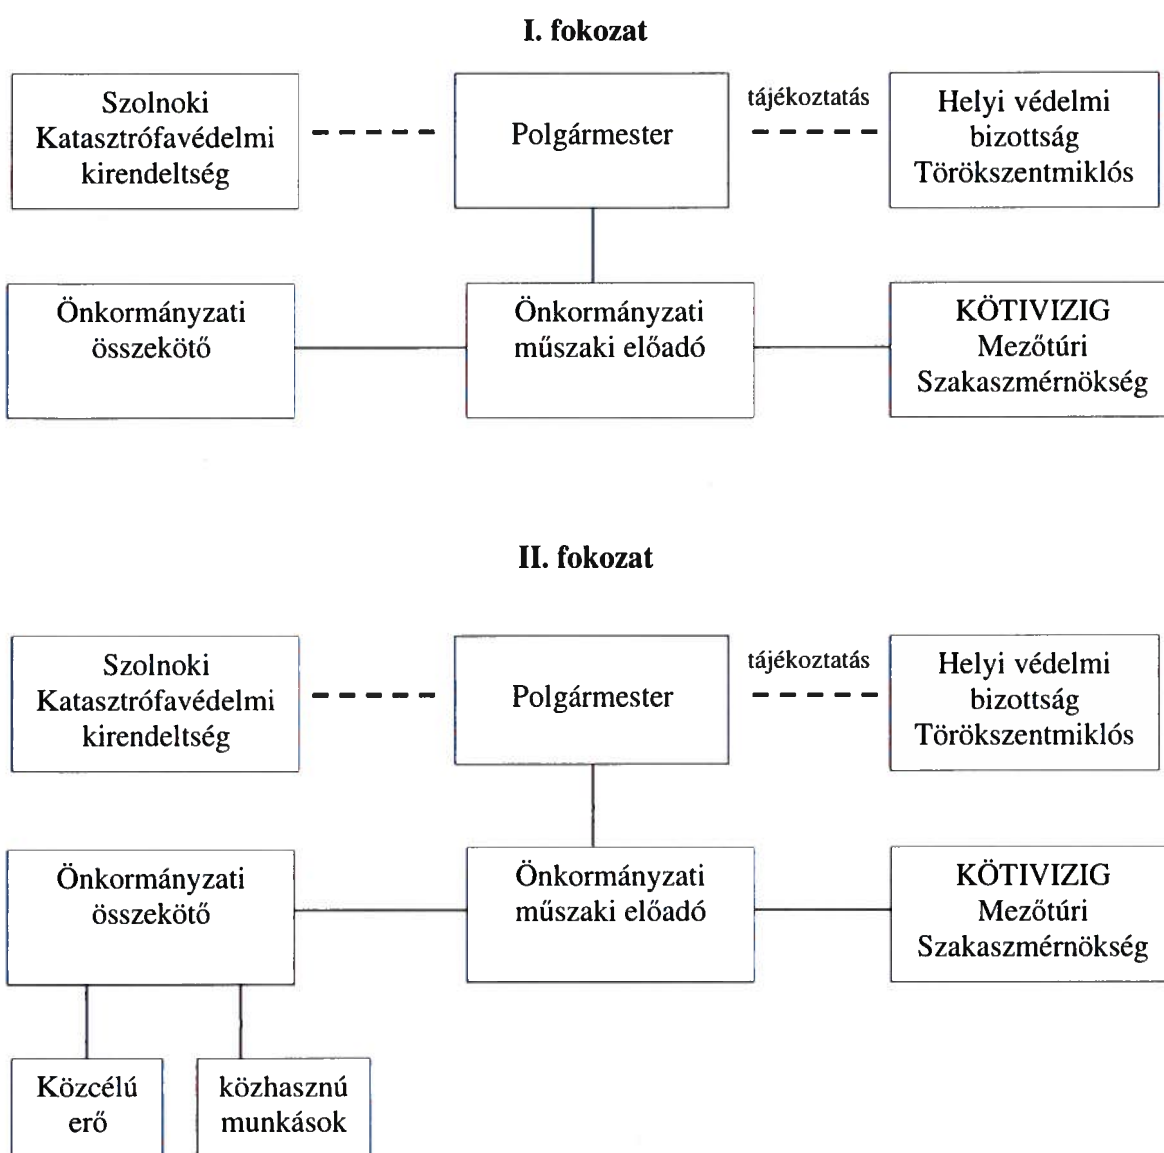 I. fokozat
Szolnoki
Katasztrófavédelmi
kirendeltség
Polgármester
tájékoztatás
Helyi védelmi
bizottság
Törökszentmiklós
Önkormányzati
összekötő
Önkormányzati
műszaki előadó
KÖTIVIZIG
Mezőtúri
Szakaszmérnökség
II. fokozat
Szolnoki
Katasztrófavédelmi
kirendeltség
Polgármester
tájékoztatás
Helyi védelmi
bizottság
Törökszentmiklós
Önkormányzati
összekötő
Önkormányzati
műszaki előadó
KÖTIVIZIG
Mezőtúri
Szakaszmérnökség
Közcélú
erő
közhasznú
munkások